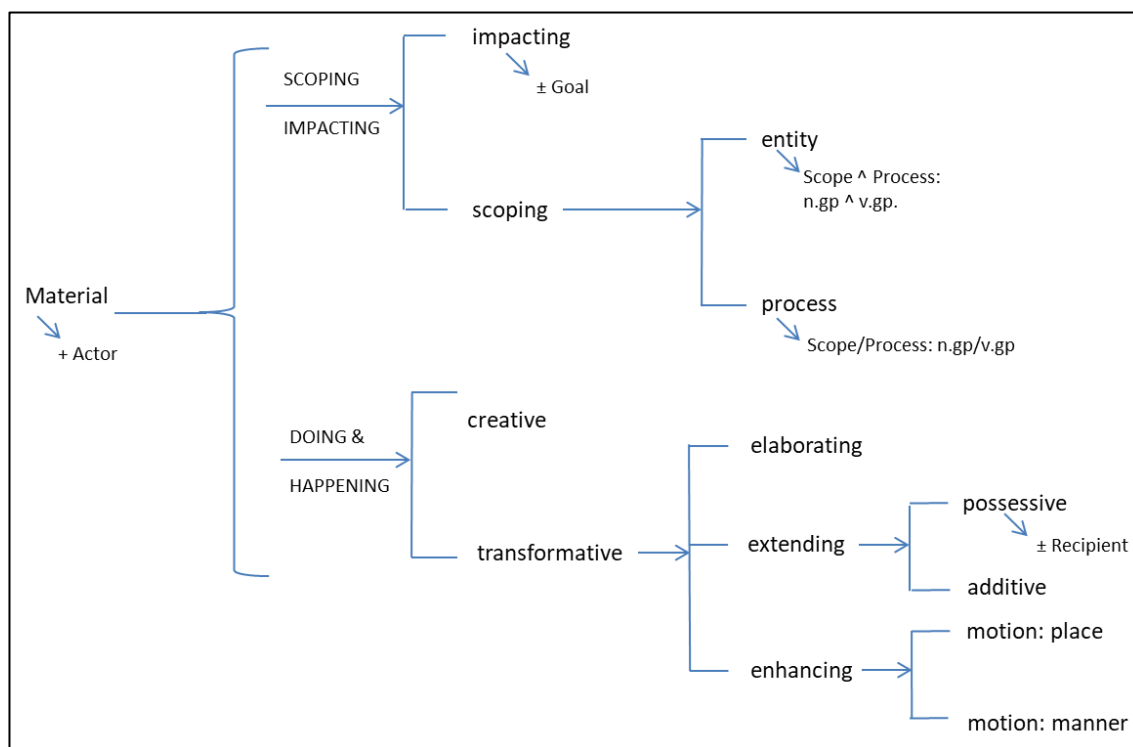 impacting
SCOPING
± Goal
IMPACTING
entity
Scope ^ Process:
n.gp ^ v.gp.
scoping
Material
process
+ Actor
Scope/Process: n.gp/v.gp
creative
DOING &
elaborating
HAPPENING
possessive
transformative
extending
± Recipient
additive
motion: place
enhancing
motion: manner